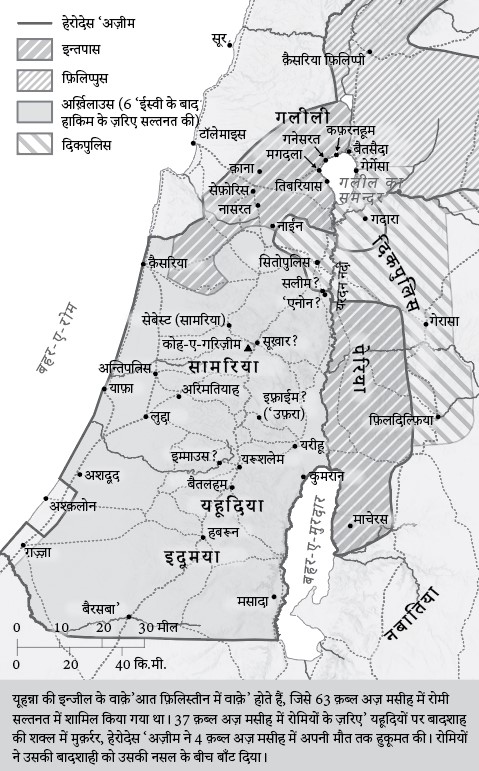 हेरोदेस ‘अज़ीम
इन्तपास
फ़िलिप्पुस
अर्ख़िलाउस (6 ‘ईस्वी के बाद
हाकिम के ज़रिए सल्तनत की)
दिकपुलिस
सूर
क़ैसरिया फ़िलिप्पी
गलीली
टॉलेमाइस
गनेसरत
कफ़रनहूम
मगदला
बैतसैदा
गेर्गेसा
क़ाना
सेफ़ोरिस
तिबरियास
नासरत
गलील का
समन्दर
नाईन
गदारा
दिकपुलिस
क़ैसरिया
सितोपुलिस
सलीम ?
‘एनोन ?
यरदन नदी
गेरासा
सेबेस्ट (सामरिया)
कोह-ए-गरिज़ीम
सूख़ार ?
सामरिया
पेरिया
बहर-ए-रोम
अन्तिपत्रिस
याफ़ा
अरिमतियाह
लुद्दा
इफ़्राईम ?
(‘उफ़रा)
फ़िलदिल्फ़िया
यरीहू
इम्माउस ?
यरूशलेम
कुमरान
अशदूद
बैतलहम
यहूदिया
अश्क़लोन
बहर-ए-मुरदार
माचेरस
हबरून
ग़ज़्ज़ा
इदूमया
मसादा
नबातिया
बैरसबा’
0 10 20 30 मील
0 20 40 कि.मी.
यूहन्ना की इन्जील के वाक़े’आत फ़िलिस्तीन में वाक़े’ होते हैं, जिसे 63 क़ब्ल अज़ मसीह में रोमी
सल्तनत में शामिल किया गया था। 37 क़ब्ल अज़ मसीह में रोमियों के ज़रिए’ यहूदियों पर बादशाह
की शक्ल में मुक़र्रर, हेरोदेस ‘अज़ीम ने 4 क़ब्ल अज़ मसीह में अपनी मौत तक हुकूमत की। रोमियों
ने उसकी बादशाही को उसकी नसल के बीच बाँट दिया।